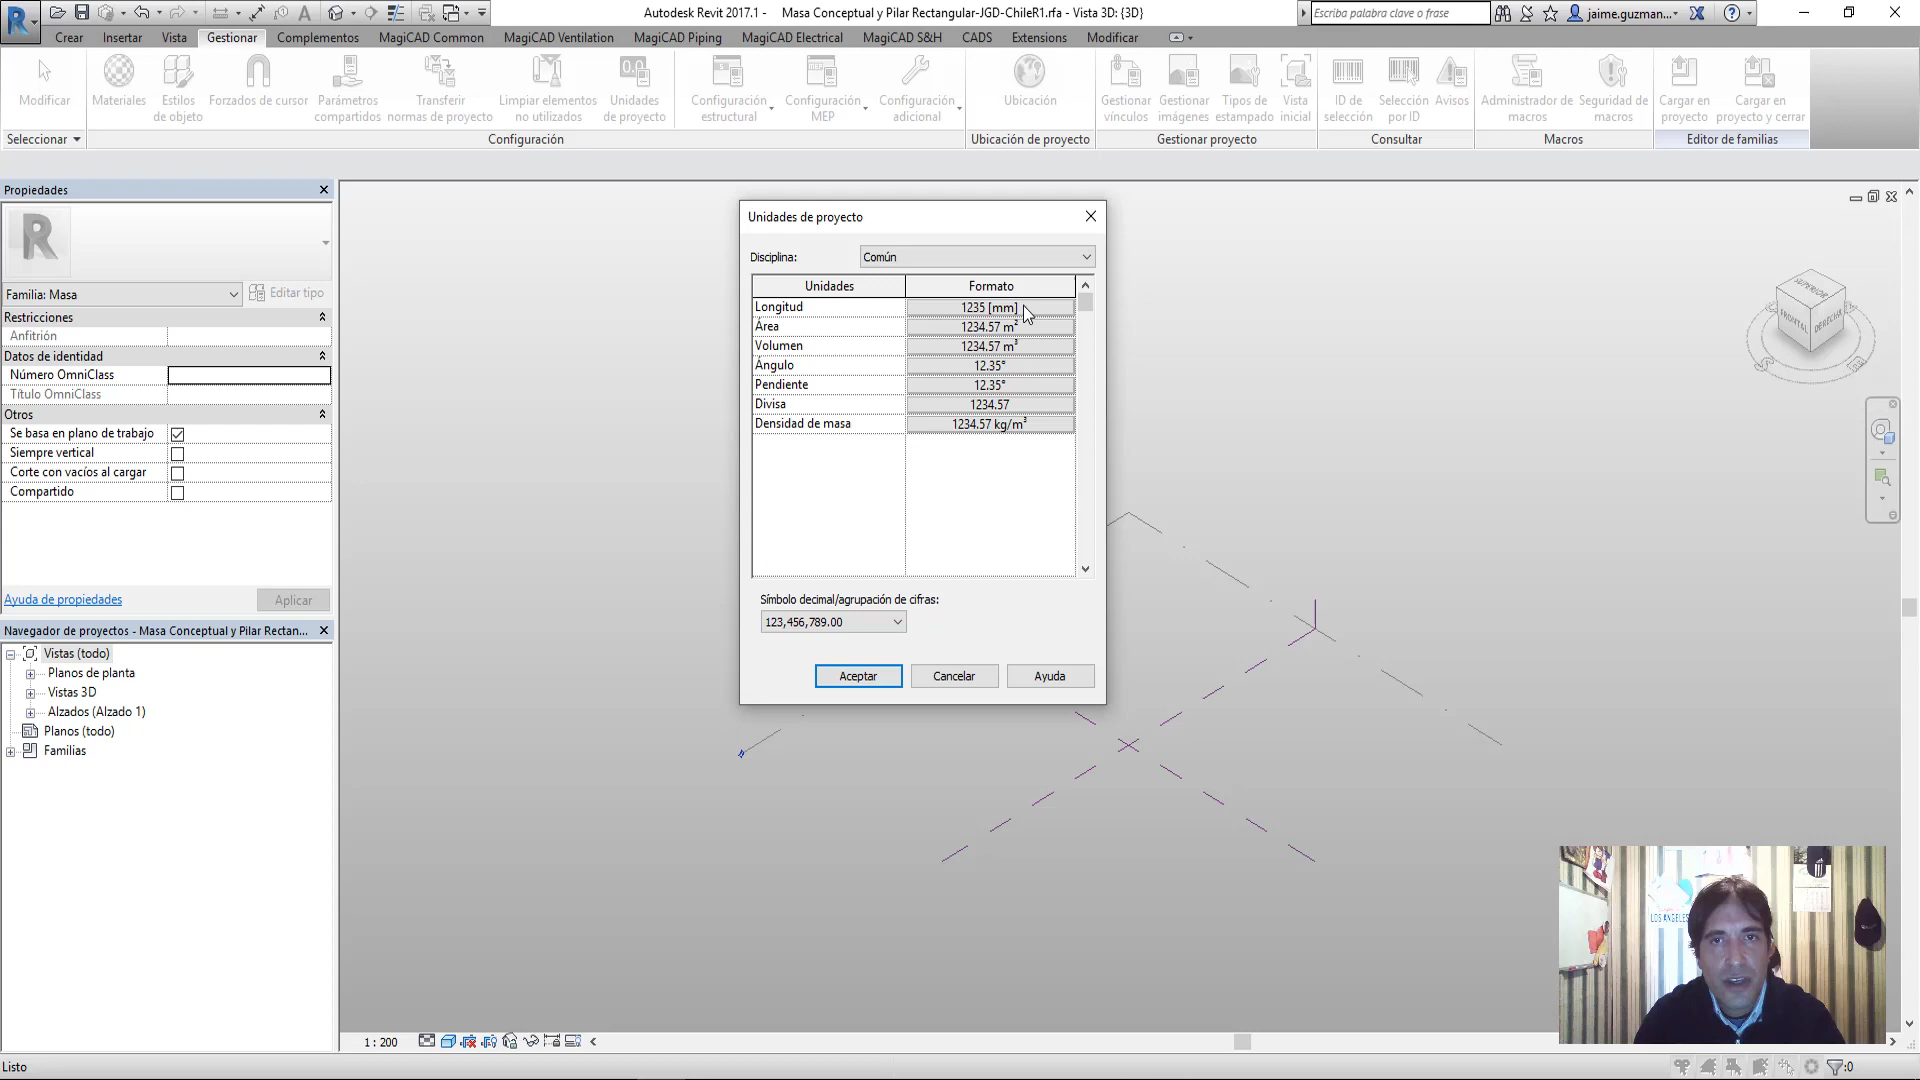 Autodesk Revit 2017.1 - Masa Conceptual y Pilar Rectangular-JGD-ChileR1.rfa - Vista 3D: {3D}
Escriba palabra clave o frase
jaime.guzman...
Crear Insertar Vista Gestionar Complementos MagiCAD Common MagiCAD Ventilation MagiCAD Piping MagiCAD Electrical MagiCAD S&H CADS Extensions Modificar
Modificar
Materiales
Estilos de objeto
Forzados de cursor
Parámetros compartidos
Transferir normas de proyecto
Limpiar elementos no utilizados
0.0
Unidades de proyecto
Configuración estructural
Configuración MEP
Configuración adicional
Ubicación
Gestionar vínculos
Gestionar imágenes
Tipos de estampado
Vista inicial
ID de selección
Selección por ID
Avisos
Administrador de macros
Seguridad de macros
Cargar en proyecto
Cargar en proyecto y cerrar
Seleccionar
Configuración
Ubicación de proyecto
Gestionar proyecto
Consultar
Macros
Editor de familias
Propiedades
Familia: Masa
Editar tipo
Restricciones
Anfitrión
Datos de identidad
Número OmniClass
Título OmniClass
Otros
Se basa en plano de trabajo
Siempre vertical
Corte con vacíos al cargar
Compartido
Ayuda de propiedades
Aplicar
Navegador de proyectos - Masa Conceptual y Pilar Rectan...
Vistas (todo)
Planos de planta
Vistas 3D
Alzados (Alzado 1)
Planos (todo)
Familias
Unidades de proyecto
Disciplina: Común
Unidades Formato
Longitud 1235 [mm]
Área 1234.57 m²
Volumen 1234.57 m³
Ángulo 12.35°
Pendiente 12.35°
Divisa 1234.57
Densidad de masa 1234.57 kg/m³
Símbolo decimal/agrupación de cifras:
123,456,789.00
Aceptar Cancelar Ayuda
SUPERIOR
FRONTAL
DERECHA
LOS ANGELES
1 : 200
Listo
:0